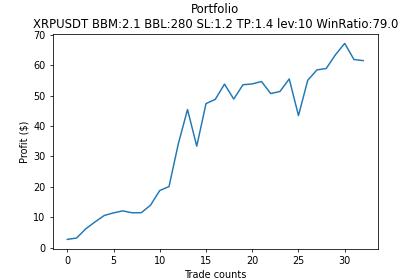 Portfolio
XRPUSDT BBM:2.1 BBL:280 SL:1.2 TP:1.4 lev:10 WinRatio:79.0
70
60
50
40
30
20
10
0
Profit ($)
0 5 10 15 20 25 30
Trade counts